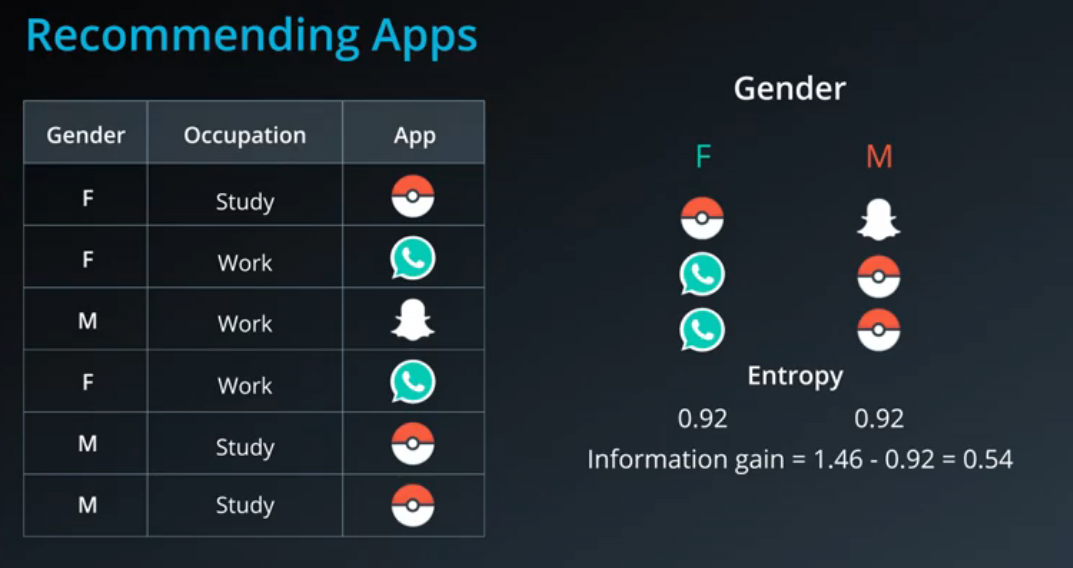 Recommending Apps
Gender Occupation App
F Study
F Work
M Work
F Work
M Study
M Study
Gender
F M
Entropy
0.92 0.92
Information gain = 1.46 - 0.92 = 0.54